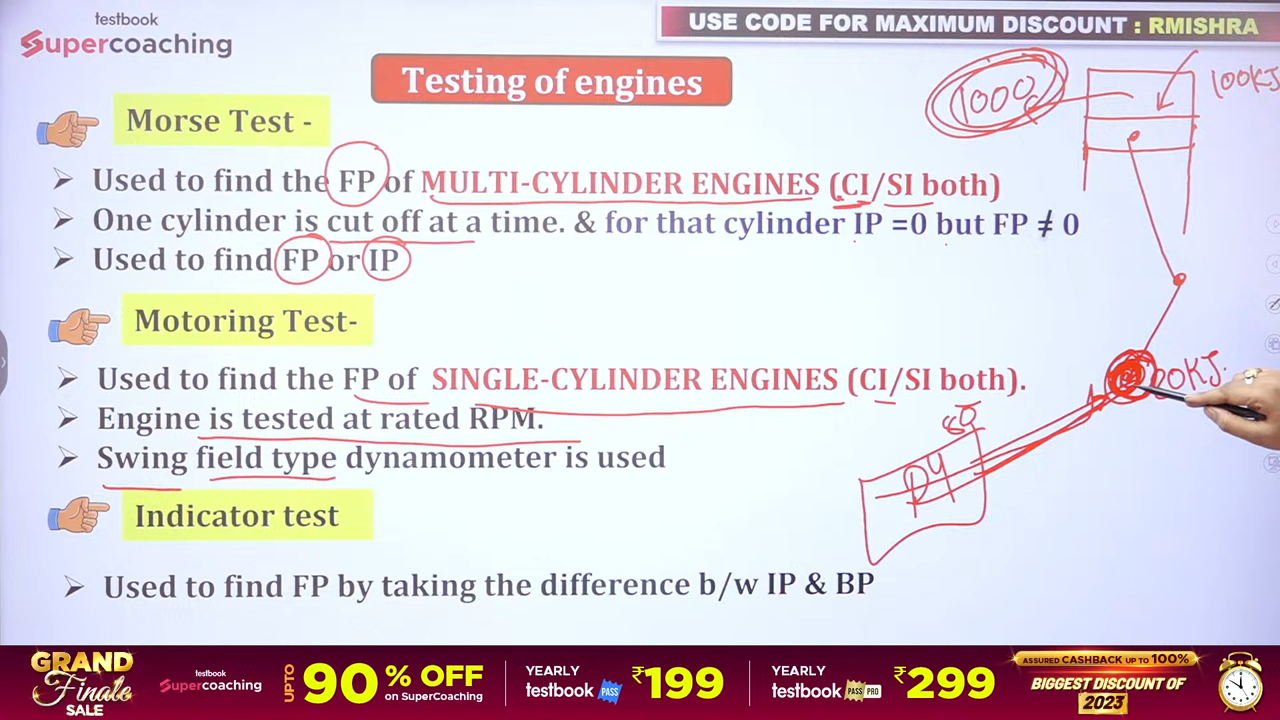 testbook
Supercoaching
USE CODE FOR MAXIMUM DISCOUNT : RMISHRA
Testing of engines
1000
100KJ
Morse Test -
Used to find the FP of MULTI-CYLINDER ENGINES (CI/SI both)
One cylinder is cut off at a time. & for that cylinder IP =0 but FP ≠ 0
Used to find FP or IP
Motoring Test-
Used to find the FP of SINGLE-CYLINDER ENGINES (CI/SI both).
Engine is tested at rated RPM.
80
Swing field type dynamometer is used
DY
Indicator test
Used to find FP by taking the difference b/w IP & BP
GRAND
Finale
SALE
testbook
Supercoaching
UPTO 90% OFF
on SuperCoaching
YEARLY
testbook PASS ₹199
YEARLY
testbook PASS PRO ₹299
ASSURED CASHBACK UP TO 100%
BIGGEST DISCOUNT OF
2023